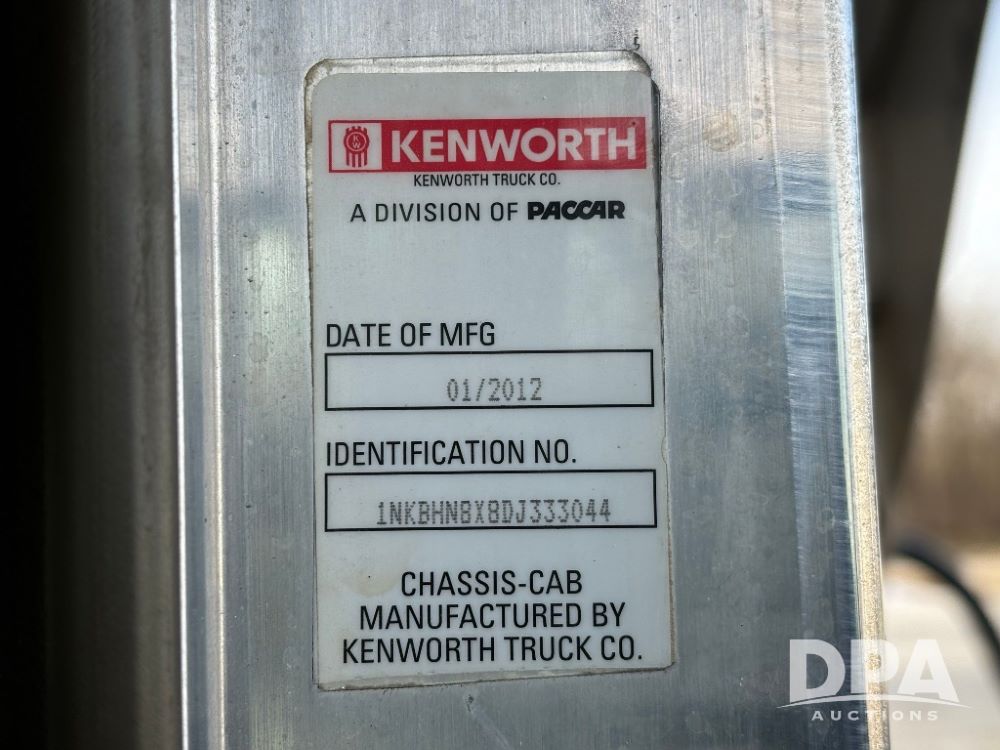 KW KENWORTH
KENWORTH TRUCK CO.
A DIVISION OF PACCAR
DATE OF MFG
01/2012
IDENTIFICATION NO.
1NKBHN8X8DJ333044
CHASSIS-CAB
MANUFACTURED BY
KENWORTH TRUCK CO.
DPA
AUCTIONS